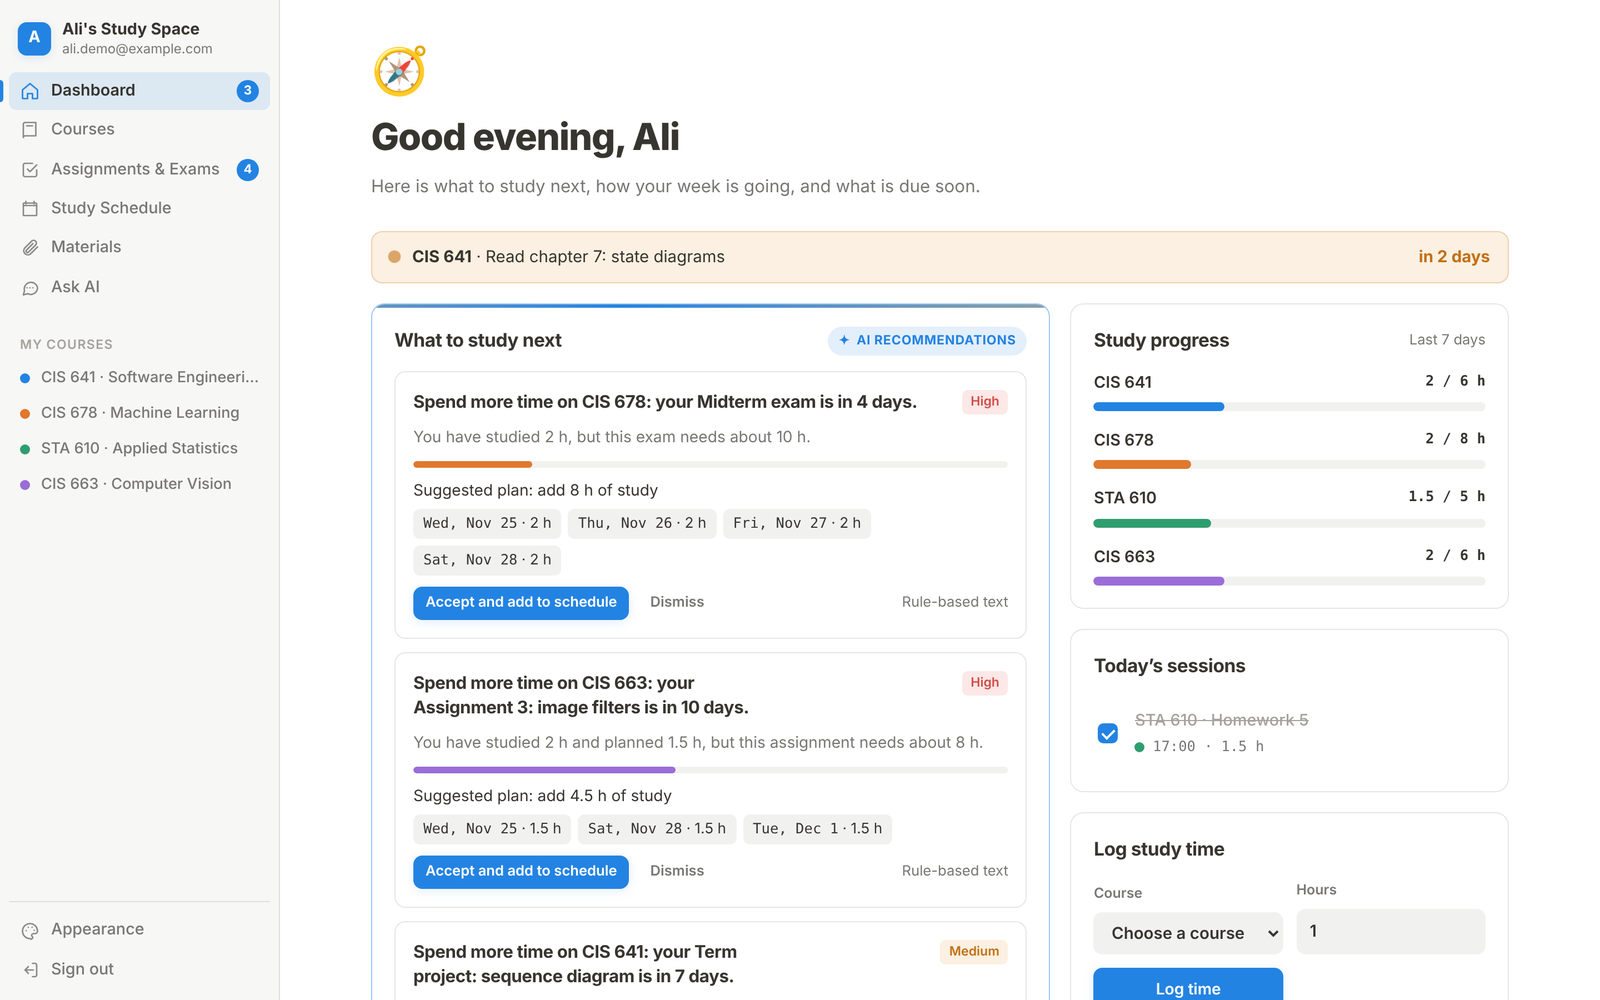 A
Ali's Study Space
ali.demo@example.com
Dashboard
3
Courses
Assignments & Exams
4
Study Schedule
Materials
Ask AI
MY COURSES
CIS 641 · Software Engineeri...
CIS 678 · Machine Learning
STA 610 · Applied Statistics
CIS 663 · Computer Vision
Appearance
Sign out
Good evening, Ali
Here is what to study next, how your week is going, and what is due soon.
CIS 641 · Read chapter 7: state diagrams
in 2 days
What to study next
AI RECOMMENDATIONS
Spend more time on CIS 678: your Midterm exam is in 4 days.
High
You have studied 2 h, but this exam needs about 10 h.
Suggested plan: add 8 h of study
Wed, Nov 25 · 2 h
Thu, Nov 26 · 2 h
Fri, Nov 27 · 2 h
Sat, Nov 28 · 2 h
Accept and add to schedule
Dismiss
Rule-based text
Spend more time on CIS 663: your
Assignment 3: image filters is in 10 days.
High
You have studied 2 h and planned 1.5 h, but this assignment needs about 8 h.
Suggested plan: add 4.5 h of study
Wed, Nov 25 · 1.5 h
Sat, Nov 28 · 1.5 h
Tue, Dec 1 · 1.5 h
Accept and add to schedule
Dismiss
Rule-based text
Spend more time on CIS 641: your Term
project: sequence diagram is in 7 days.
Medium
Study progress
Last 7 days
CIS 641
2 / 6 h
CIS 678
2 / 8 h
STA 610
1.5 / 5 h
CIS 663
2 / 6 h
Today's sessions
STA 610 · Homework 5
17:00 · 1.5 h
Log study time
Course
Hours
Choose a course
1
Log time